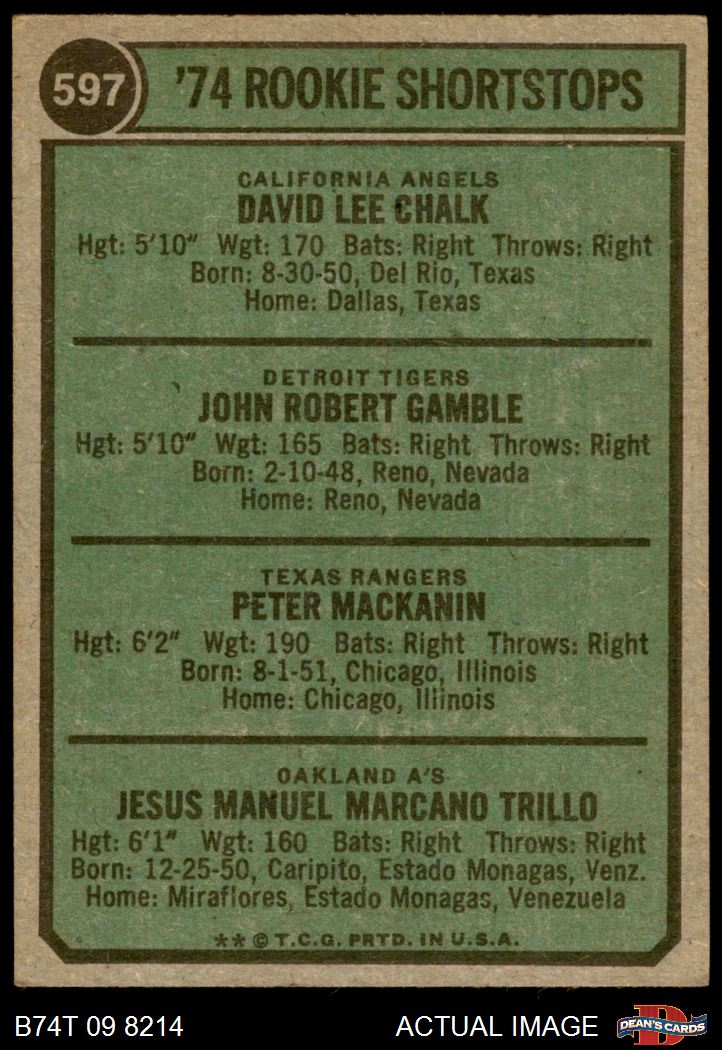 597
'74 ROOKIE SHORTSTOPS
CALIFORNIA ANGELS
DAVID LEE CHALK
Hgt: 5'10" Wgt: 170 Bats: Right Throws: Right
Born: 8-30-50, Del Rio, Texas
Home: Dallas, Texas
DETROIT TIGERS
JOHN ROBERT GAMBLE
Hgt: 5'10" Wgt: 165 Bats: Right Throws: Right
Born: 2-10-48, Reno, Nevada
Home: Reno, Nevada
TEXAS RANGERS
PETER MACKANIN
Hgt: 6'2" Wgt: 190 Bats: Right Throws: Right
Born: 8-1-51, Chicago, Illinois
Home: Chicago, Illinois
OAKLAND A'S
JESUS MANUEL MARCANO TRILLO
Hgt: 6'1" Wgt: 160 Bats: Right Throws: Right
Born: 12-25-50, Caripito, Estado Monagas, Venz.
Home: Miraflores, Estado Monagas, Venezuela
** © T.C.G. PRTD. IN U.S.A.
B74T 09 8214 ACTUAL IMAGE
D
DEAN'S CARDS